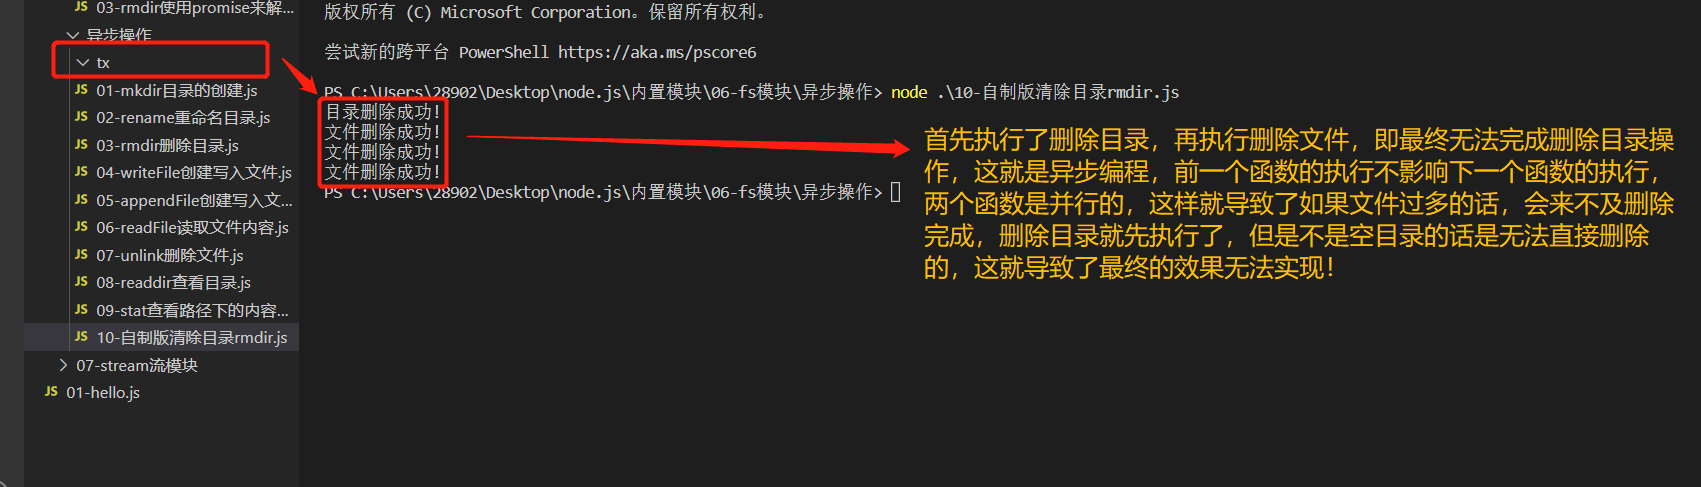 JS 03-rmdir使用promise来解...
异步操作
tx
JS 01-mkdir目录的创建.js
JS 02-rename重命名目录.js
JS 03-rmdir删除目录.js
JS 04-writeFile创建写入文件.js
JS 05-appendFile创建写入文...
JS 06-readFile读取文件内容.js
JS 07-unlink删除文件.js
JS 08-readdir查看目录.js
JS 09-stat查看路径下的内容...
JS 10-自制版清除目录rmdir.js
07-stream流模块
JS 01-hello.js
版权所有 (C) Microsoft Corporation。保留所有权利。
尝试新的跨平台 PowerShell https://aka.ms/pscore6
PS C:\Users\28902\Desktop\node.js\内置模块\06-fs模块\异步操作> node .\10-自制版清除目录rmdir.js
目录删除成功!
文件删除成功!
文件删除成功!
文件删除成功!
PS C:\Users\28902\Desktop\node.js\内置模块\06-fs模块\异步操作>
首先执行了删除目录，再执行删除文件，即最终无法完成删除目录操
作，这就是异步编程，前一个函数的执行不影响下一个函数的执行，
两个函数是并行的，这样就导致了如果文件过多的话，会来不及删除
完成，删除目录就先执行了，但是不是空目录的话是无法直接删除
的，这就导致了最终的效果无法实现！